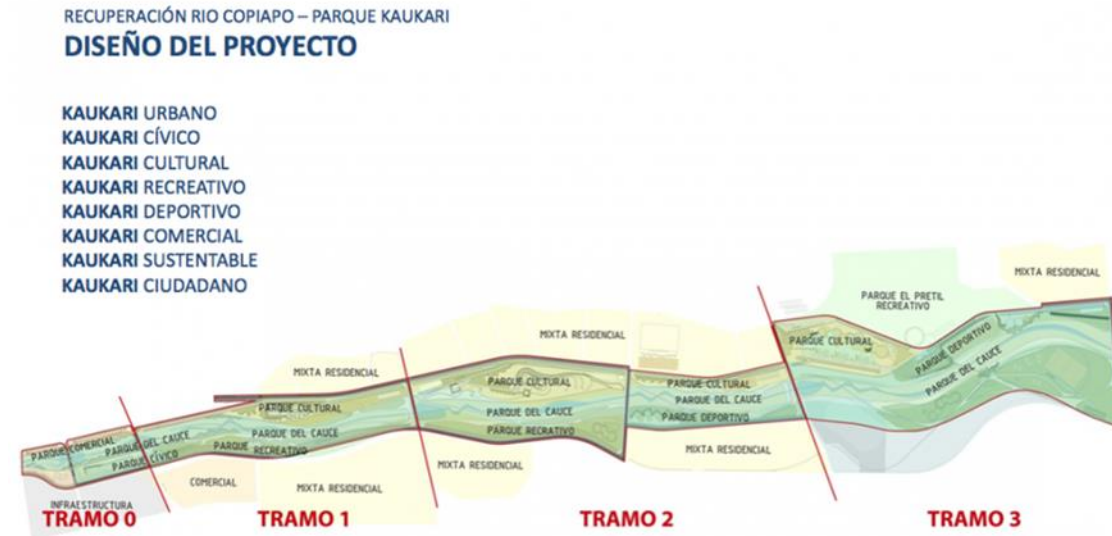 RECUPERACIÓN RIO COPIAPO – PARQUE KAUKARI
DISEÑO DEL PROYECTO
KAUKARI URBANO
KAUKARI CÍVICO
KAUKARI CULTURAL
KAUKARI RECREATIVO
KAUKARI DEPORTIVO
KAUKARI COMERCIAL
KAUKARI SUSTENTABLE
KAUKARI CIUDADANO
PARQUE COMERCIAL
PARQUE DEL CAUCE
PARQUE CÍVICO
INFRAESTRUCTURA
TRAMO 0
MIXTA RESIDENCIAL
PARQUE CULTURAL
PARQUE DEL CAUCE
PARQUE RECREATIVO
COMERCIAL
MIXTA RESIDENCIAL
TRAMO 1
MIXTA RESIDENCIAL
PARQUE CULTURAL
PARQUE DEL CAUCE
PARQUE RECRATIVO
MIXTA RESIDENCIAL
PARQUE CULTURAL
PARQUE DEL CAUCE
PARQUE DEPORTIVO
MIXTA RESIDENCIAL
TRAMO 2
PARQUE EL PRETIL
RECREATIVO
MIXTA RESIDENCIAL
PARQUE CULTURAL
PARQUE DEPORTIVO
PARQUE DEL CAUCE
TRAMO 3